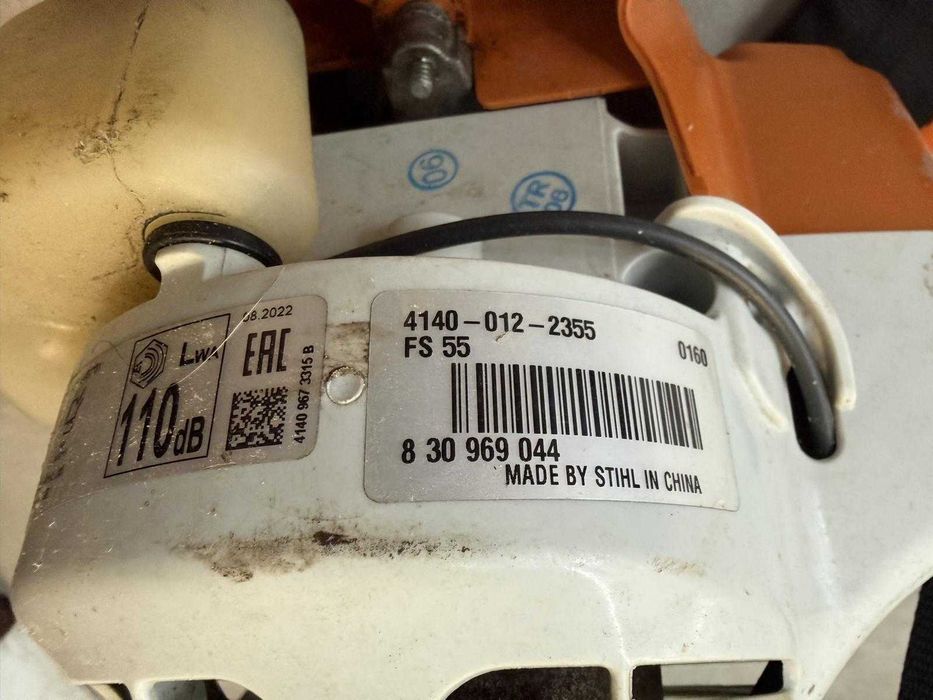 06
TR
08
08.2022
LWA
110dB
EAC
4140 967 3315 B
4140-012-2355
FS 55
0160
8 30 969 044
MADE BY STIHL IN CHINA